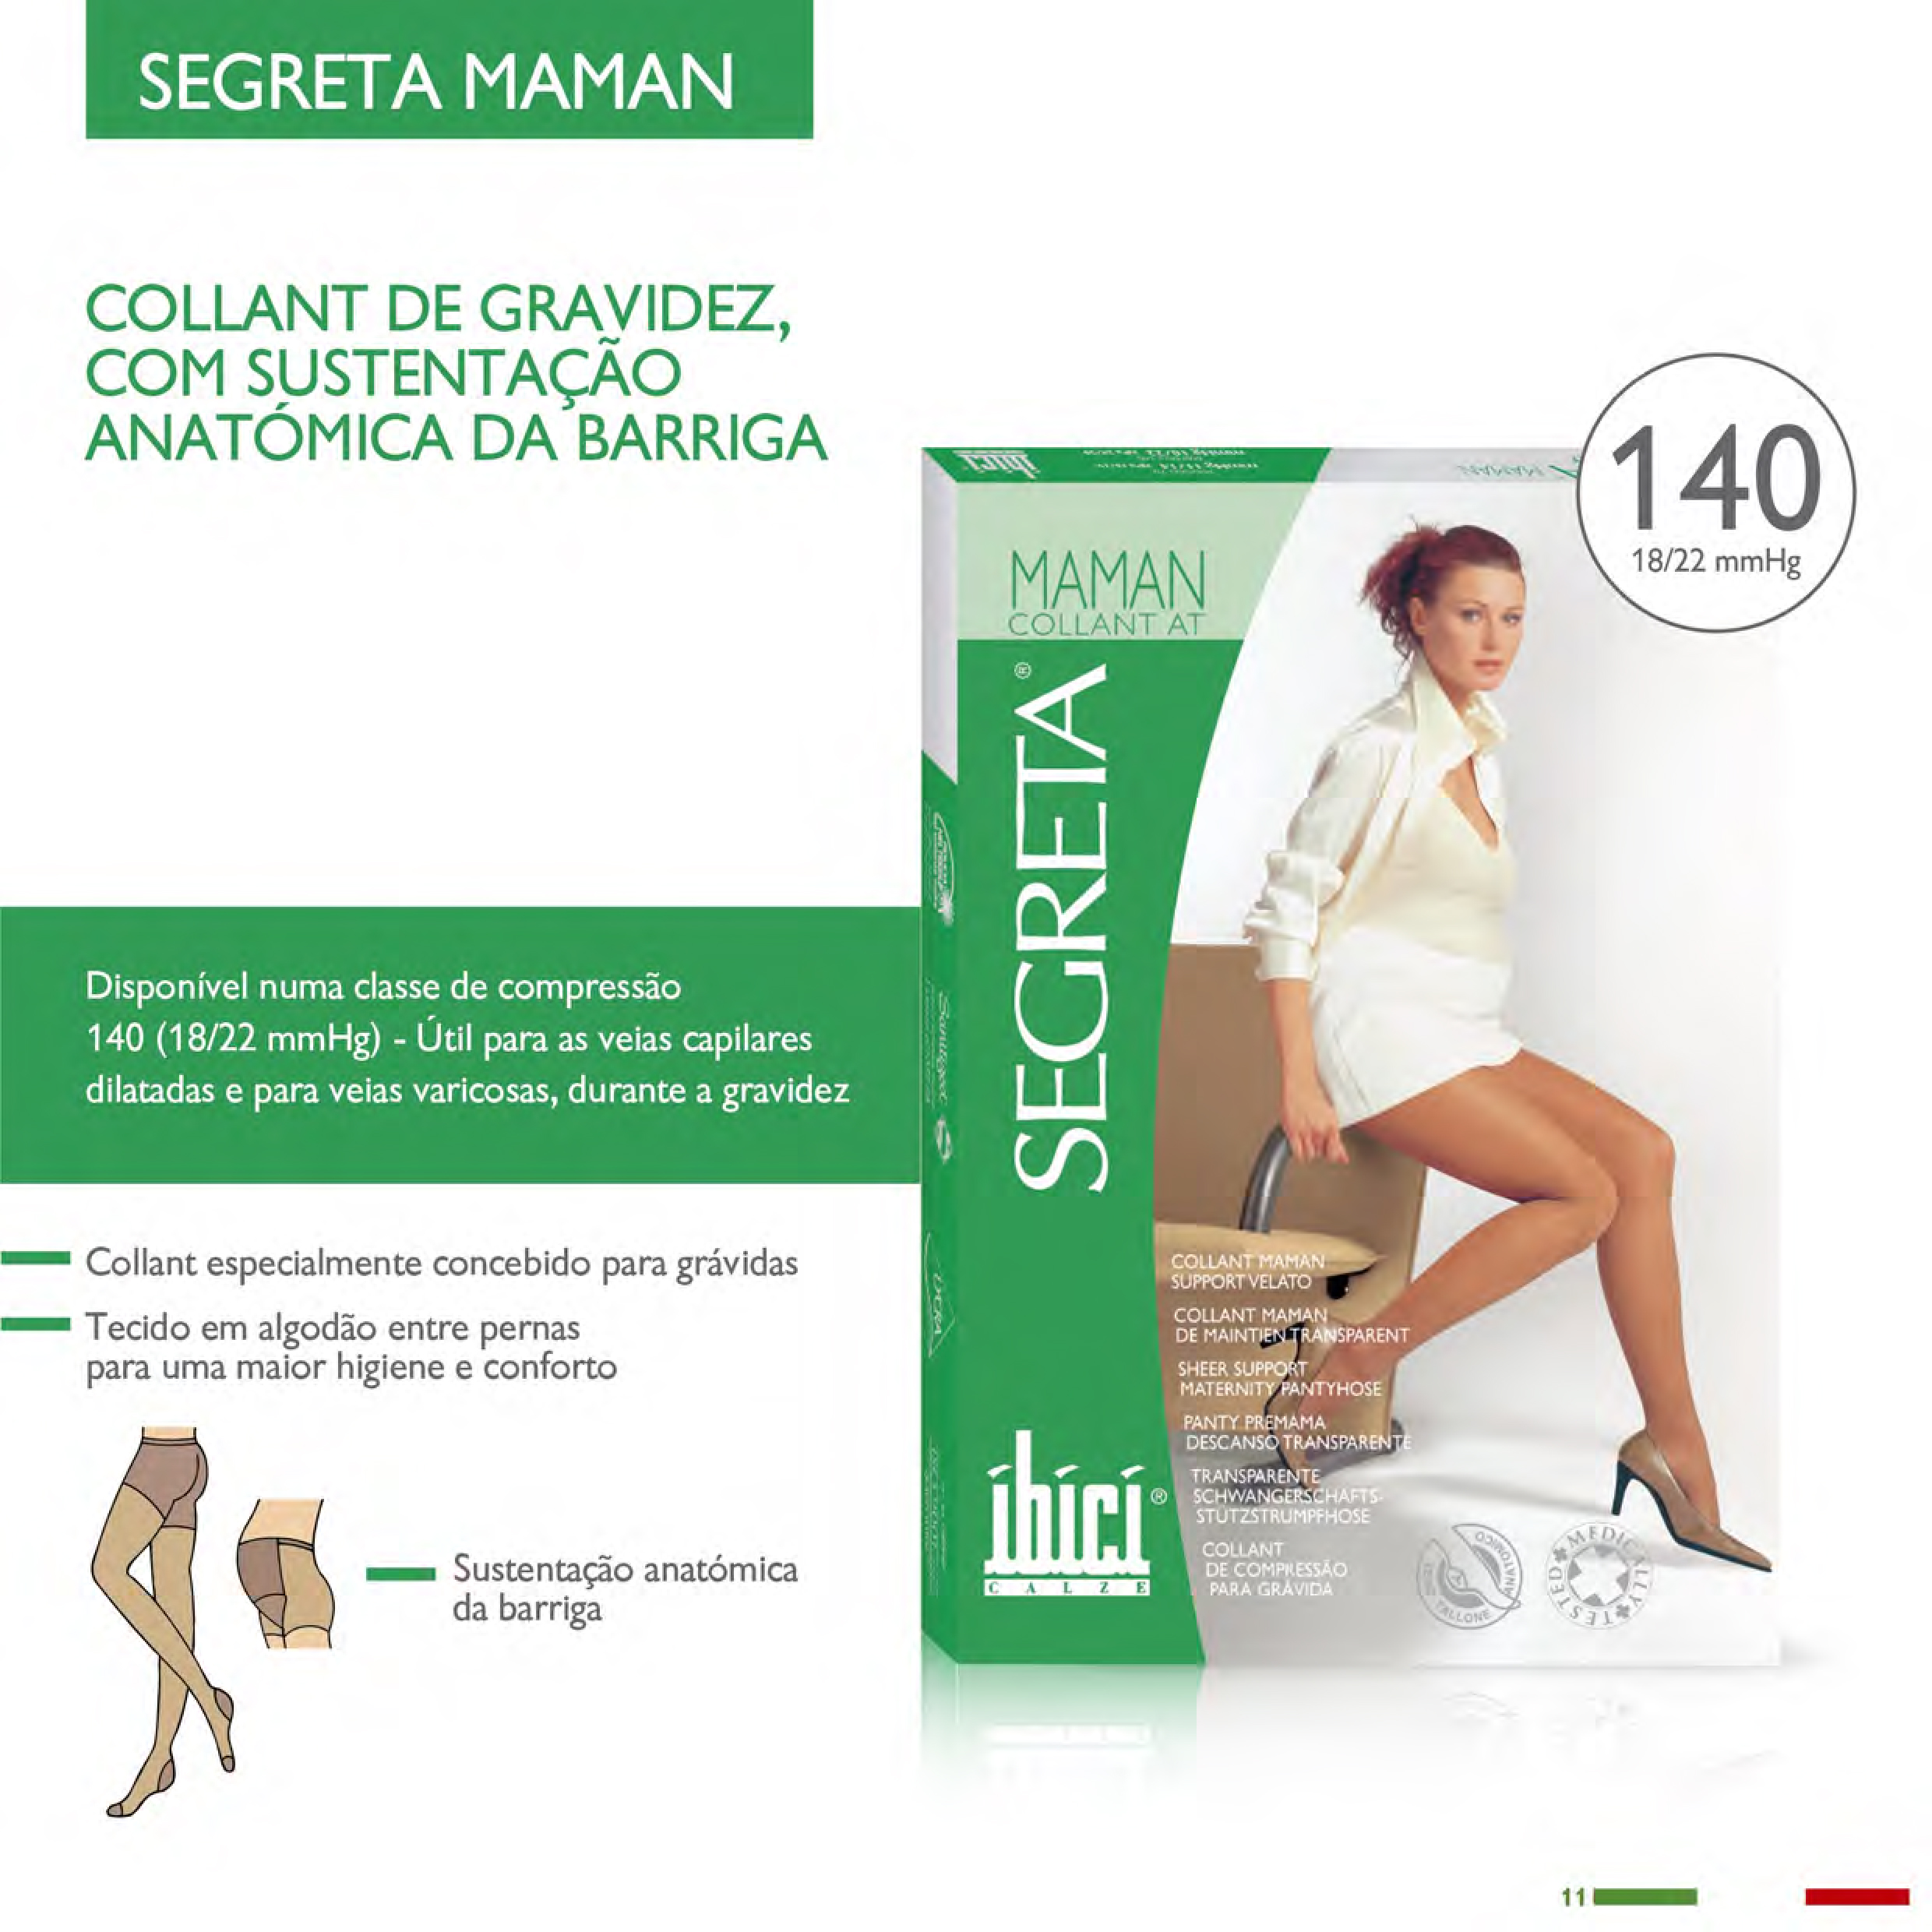 SEGRETA MAMAN
COLLANT DE GRAVIDEZ,
COM SUSTENTAÇÃO
ANATÓMICA DA BARRIGA
140
18/22 mmHg
MAMAN
MAMAN
COLLANT AT
SEGRETA®
Disponível numa classe de compressão
140 (18/22 mmHg) - Útil para as veias capilares
dilatadas e para veias varicosas, durante a gravidez
Collant especialmente concebido para grávidas
Tecido em algodão entre pernas
para uma maior higiene e conforto
Sustentação anatómica
da barriga
COLLANT MAMAN
SUPPORT VELATO
COLLANT MAMAN
DE MAINTIEN TRANSPARENT
SHEER SUPPORT
MATERNITY PANTYHOSE
PANTY PREMAMA
DESCANSO TRANSPARENTE
TRANSPARENTE
SCHWANGERSCHAFTS-
STÜTZSTRUMPFHOSE
COLLANT
DE COMPRESSÃO
PARA GRÁVIDA
ibici®
CALZE
TALLONE
ANATOMICO
MEDICALLY TESTED
11